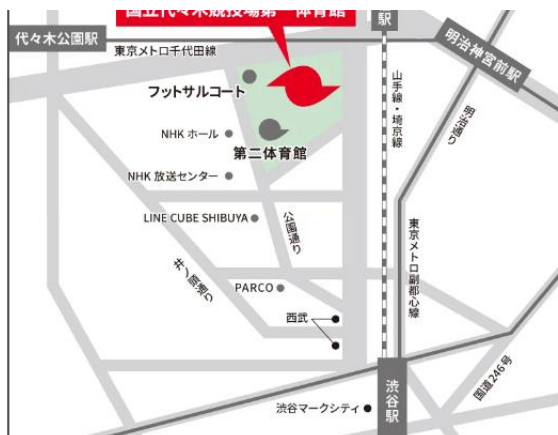 国立代々木競技場第一体育館
駅
代々木公園駅
東京メトロ千代田線
明治神宮前駅
フットサルコート
山手線・埼京線
明治通り
NHK ホール
第二体育館
NHK 放送センター
LINE CUBE SHIBUYA
公園通り
東京メトロ副都心線
井ノ頭通り
PARCO
西武
国道246号
渋谷駅
渋谷マークシティ